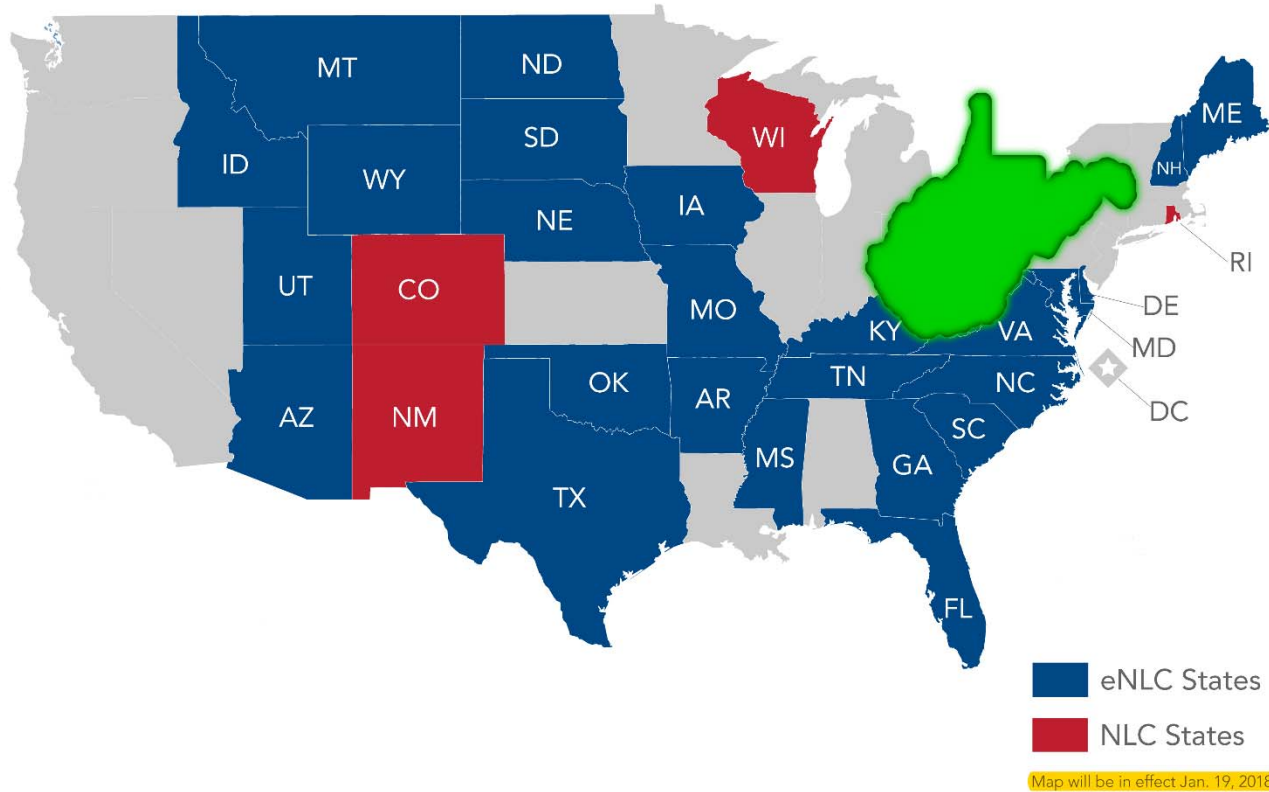 MT
ND
ME
SD
WI
ID
WY
NH
IA
NE
RI
UT
CO
MO
DE
KY
VA
MD
TN
OK
NC
AR
AZ
NM
DC
SC
MS
GA
TX
FL
eNLC States
NLC States
Map will be in effect Jan. 19, 2018